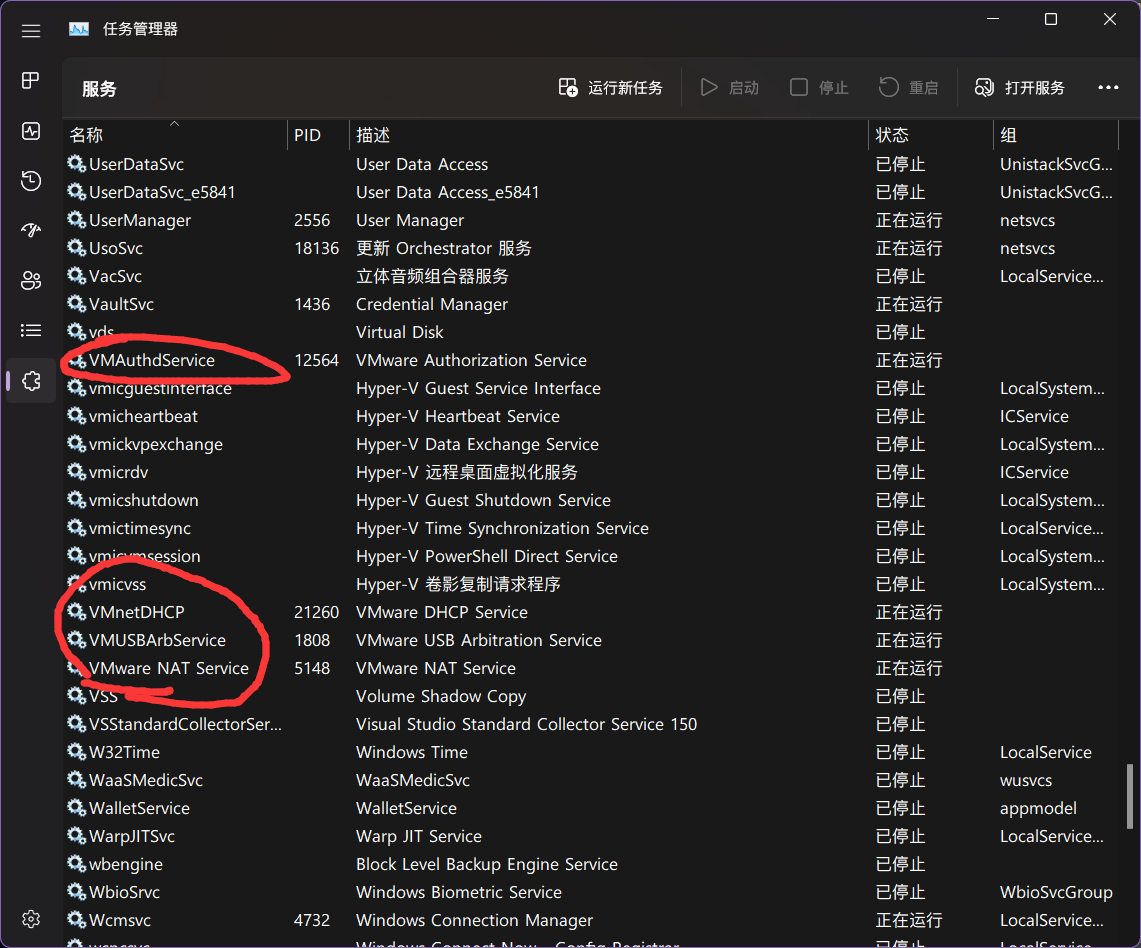 任务管理器
服务 运行新任务 启动 停止 重启 打开服务
名称 PID 描述 状态 组
UserDataSvc User Data Access 已停止 UnistackSvcG...
UserDataSvc_e5841 User Data Access_e5841 已停止 UnistackSvcG...
UserManager 2556 User Manager 正在运行 netsvcs
UsoSvc 18136 更新 Orchestrator 服务 正在运行 netsvcs
VacSvc 立体音频组合器服务 已停止 LocalService...
VaultSvc 1436 Credential Manager 正在运行
vds Virtual Disk 已停止
VMAuthdService 12564 VMware Authorization Service 正在运行
vmicguestinterface Hyper-V Guest Service Interface 已停止 LocalSystem...
vmicheartbeat Hyper-V Heartbeat Service 已停止 ICService
vmickvpexchange Hyper-V Data Exchange Service 已停止 LocalSystem...
vmicrdv Hyper-V 远程桌面虚拟化服务 已停止 ICService
vmicshutdown Hyper-V Guest Shutdown Service 已停止 LocalSystem...
vmictimesync Hyper-V Time Synchronization Service 已停止 LocalService...
vmicvmsession Hyper-V PowerShell Direct Service 已停止 LocalSystem...
vmicvss Hyper-V 卷影复制请求程序 已停止 LocalSystem...
VMnetDHCP 21260 VMware DHCP Service 正在运行
VMUSBArbService 1808 VMware USB Arbitration Service 正在运行
VMware NAT Service 5148 VMware NAT Service 正在运行
VSS Volume Shadow Copy 已停止
VSStandardCollectorSer... Visual Studio Standard Collector Service 150 已停止
W32Time Windows Time 已停止 LocalService
WaaSMedicSvc WaaSMedicSvc 已停止 wusvcs
WalletService WalletService 已停止 appmodel
WarpJITSvc Warp JIT Service 已停止 LocalService...
wbengine Block Level Backup Engine Service 已停止
WbioSrvc Windows Biometric Service 已停止 WbioSvcGroup
Wcmsvc 4732 Windows Connection Manager 正在运行 LocalService...
wcncsvc Windows Connect Now - Config Registrar 已停止 LocalService...